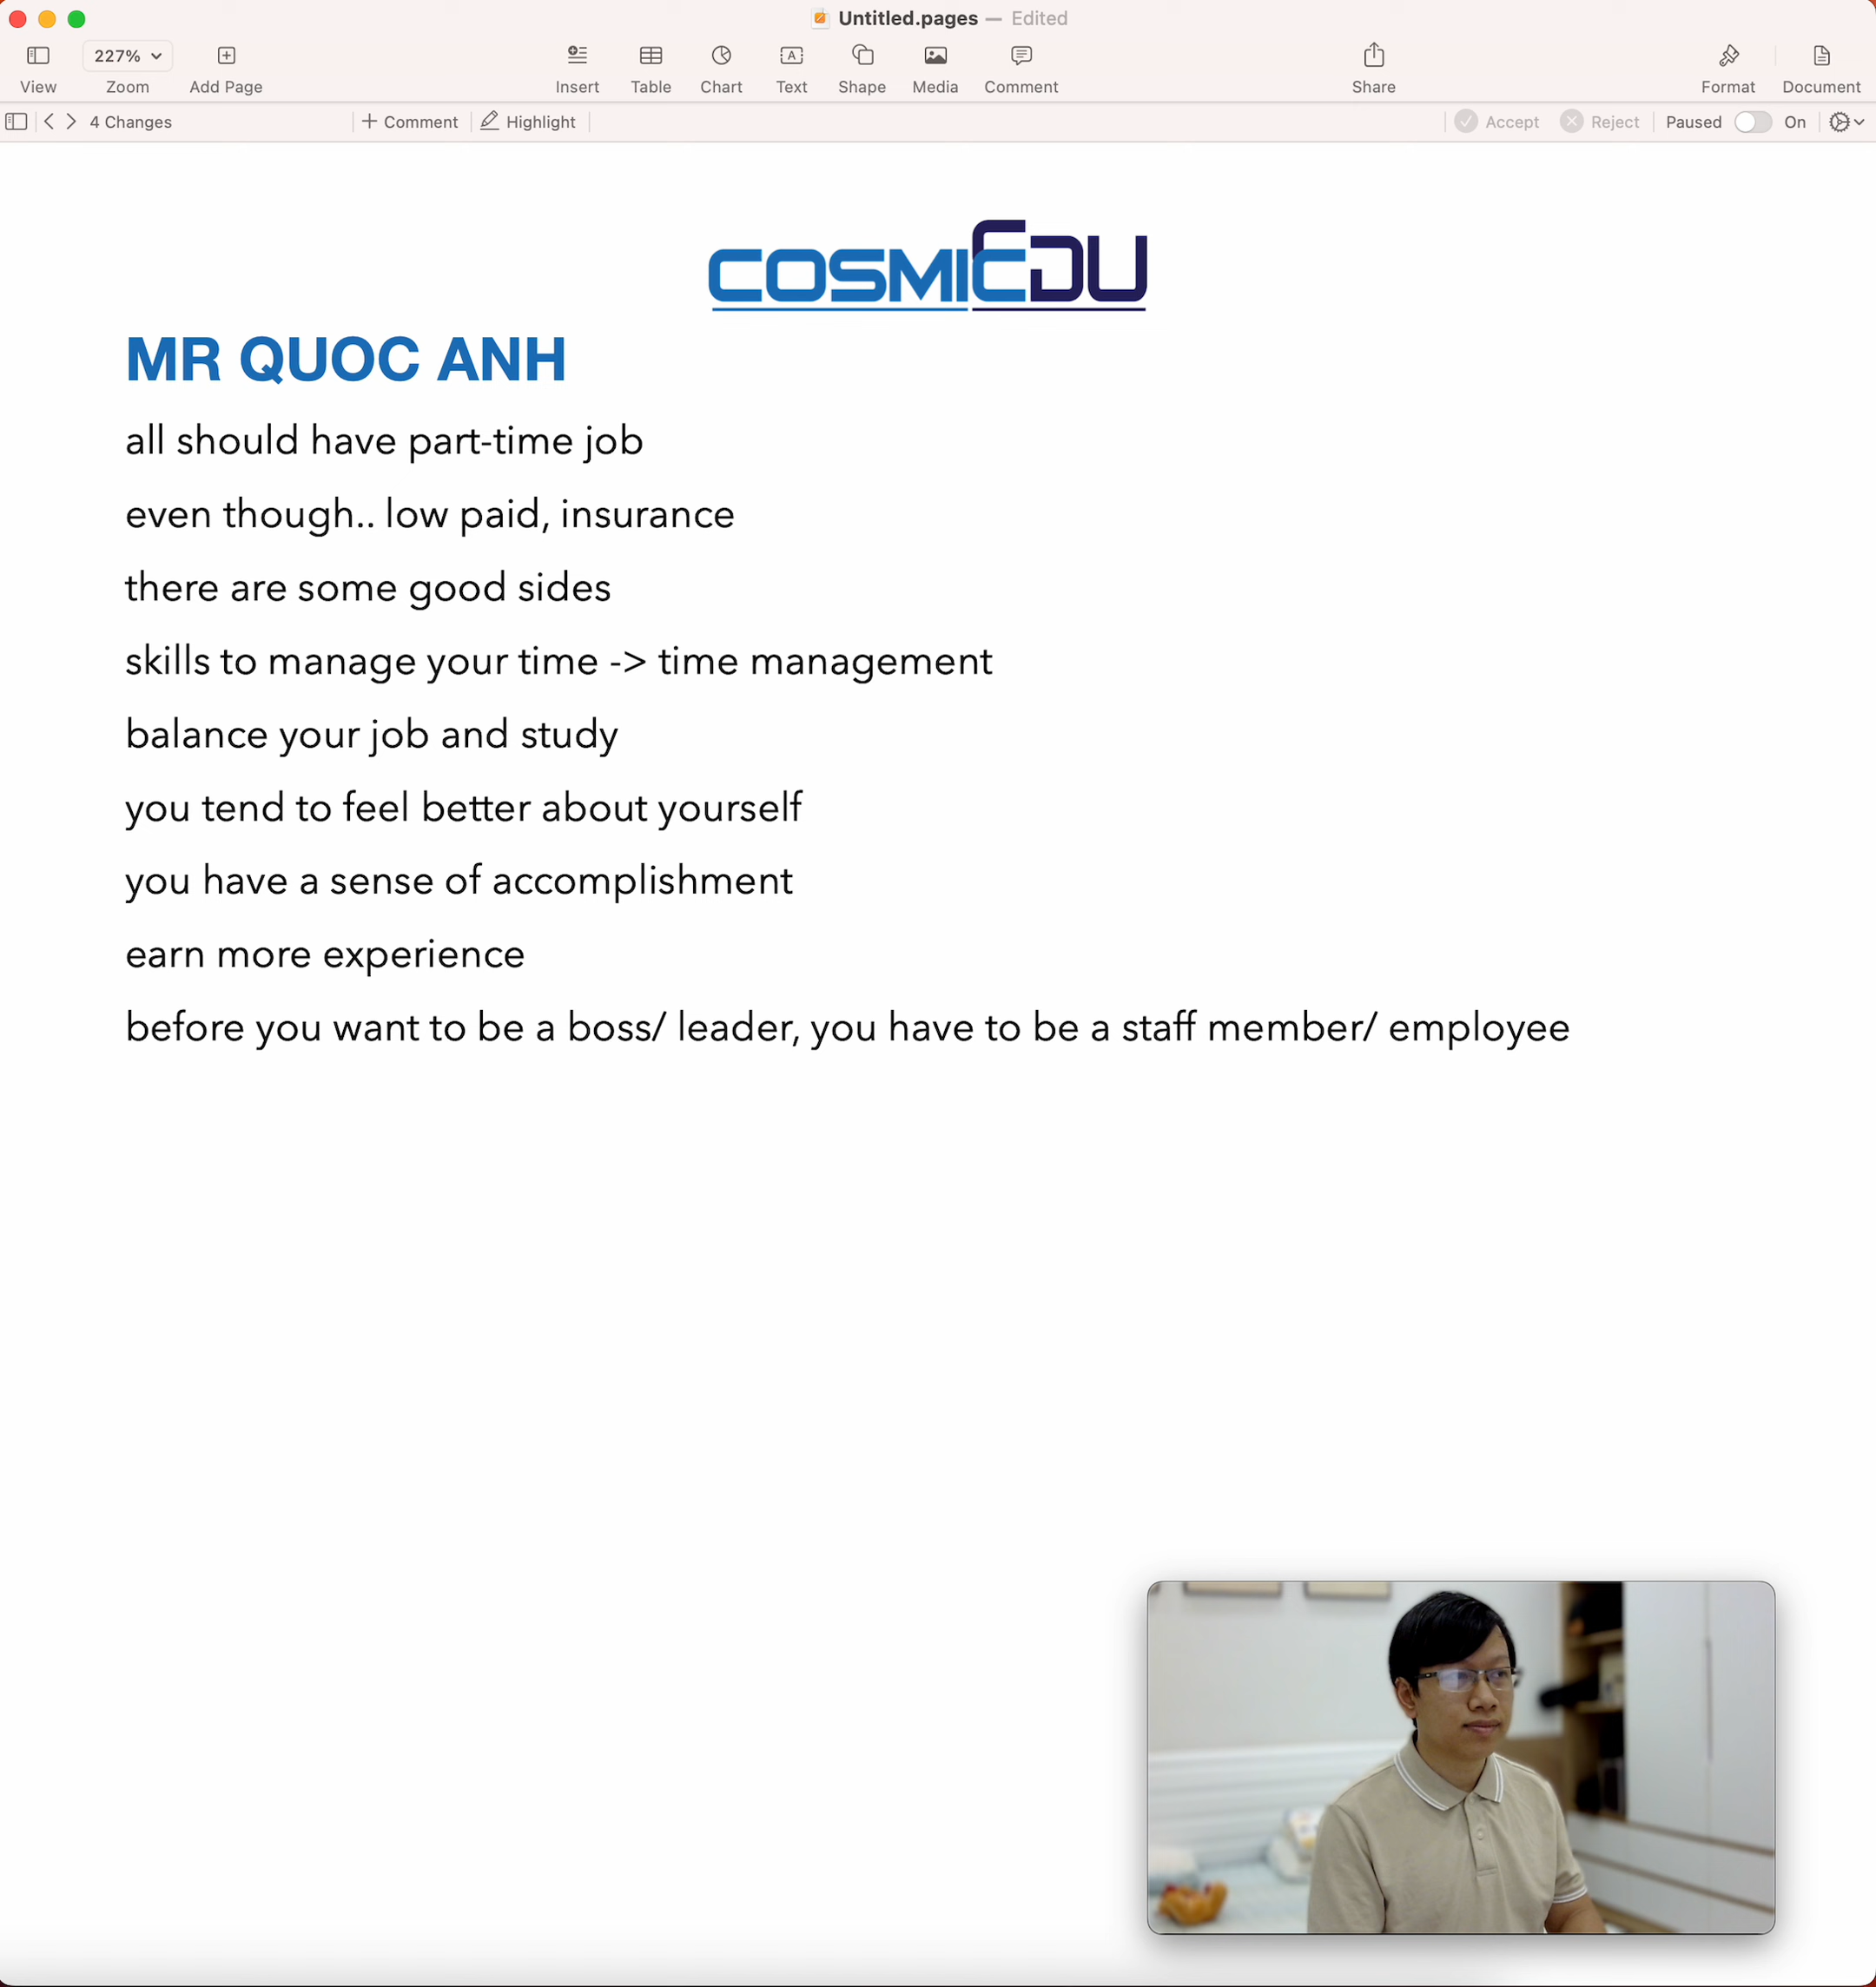 Untitled.pages — Edited
View
227%
Zoom
Add Page
Insert
Table
Chart
Text
Shape
Media
Comment
Share
Format
Document
4 Changes
+ Comment
Highlight
Accept
Reject
Paused
On
COSMIEDU
MR QUOC ANH
all should have part-time job
even though.. low paid, insurance
there are some good sides
skills to manage your time -> time management
balance your job and study
you tend to feel better about yourself
you have a sense of accomplishment
earn more experience
before you want to be a boss/ leader, you have to be a staff member/ employee